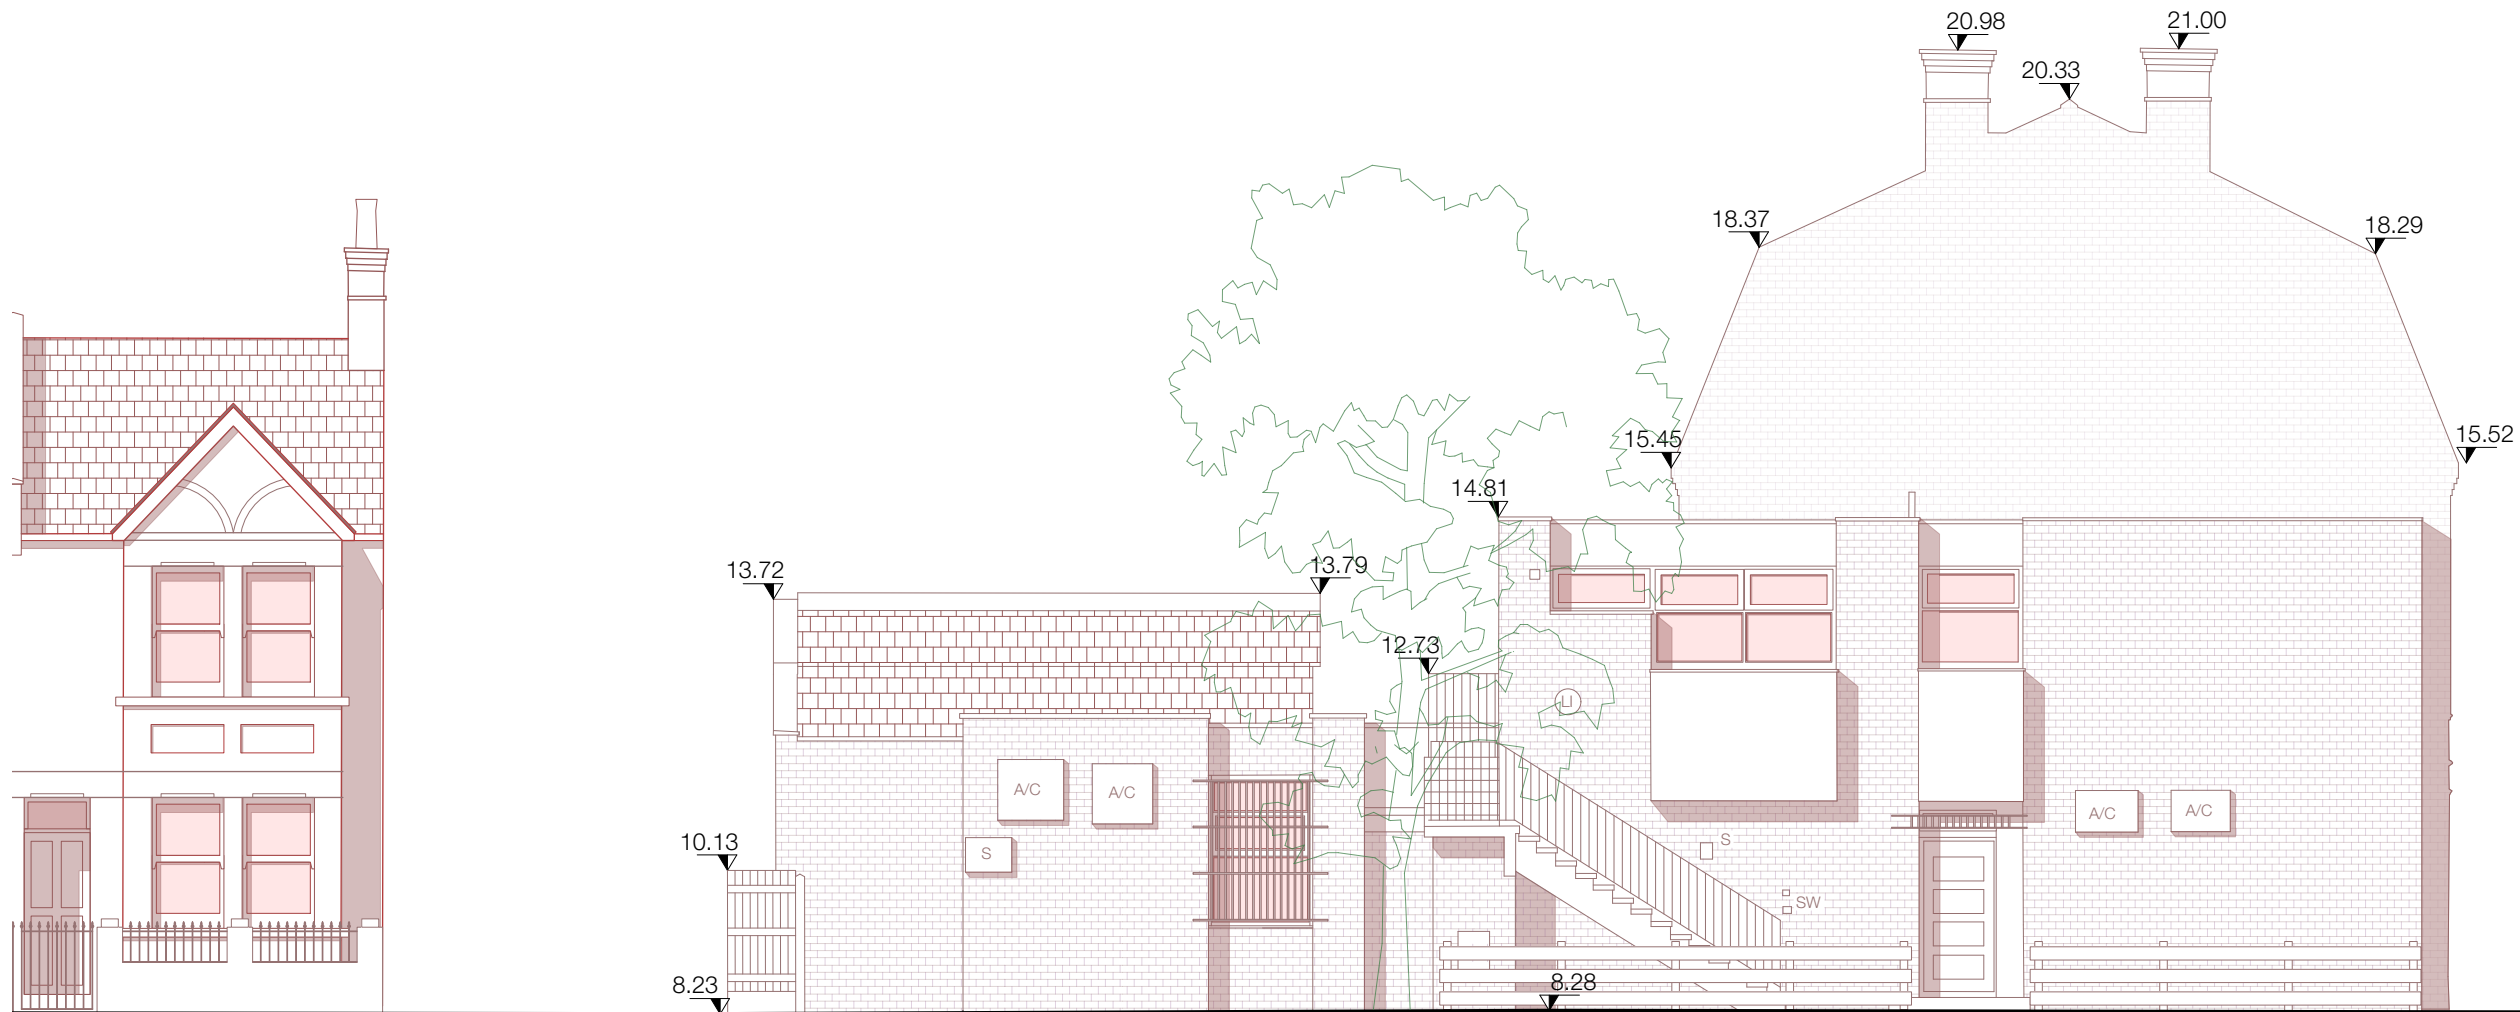 20.98
21.00
20.33
18.37
18.29
15.45
15.52
14.81
13.72
13.79
12.73
LI
A/C
A/C
A/C
A/C
S
S
10.13
SW
8.23
8.28